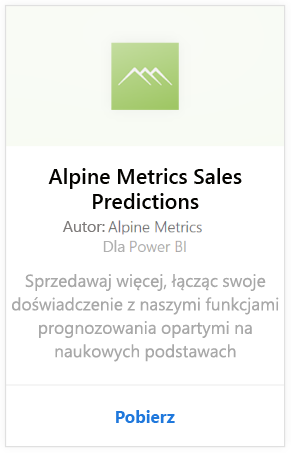 Alpine Metrics Sales
Predictions
Autor: Alpine Metrics
Dla Power BI
Sprzedawaj więcej, łącząc swoje
doświadczenie z naszymi funkcjami
prognozowania opartymi na
naukowych podstawach
Pobierz